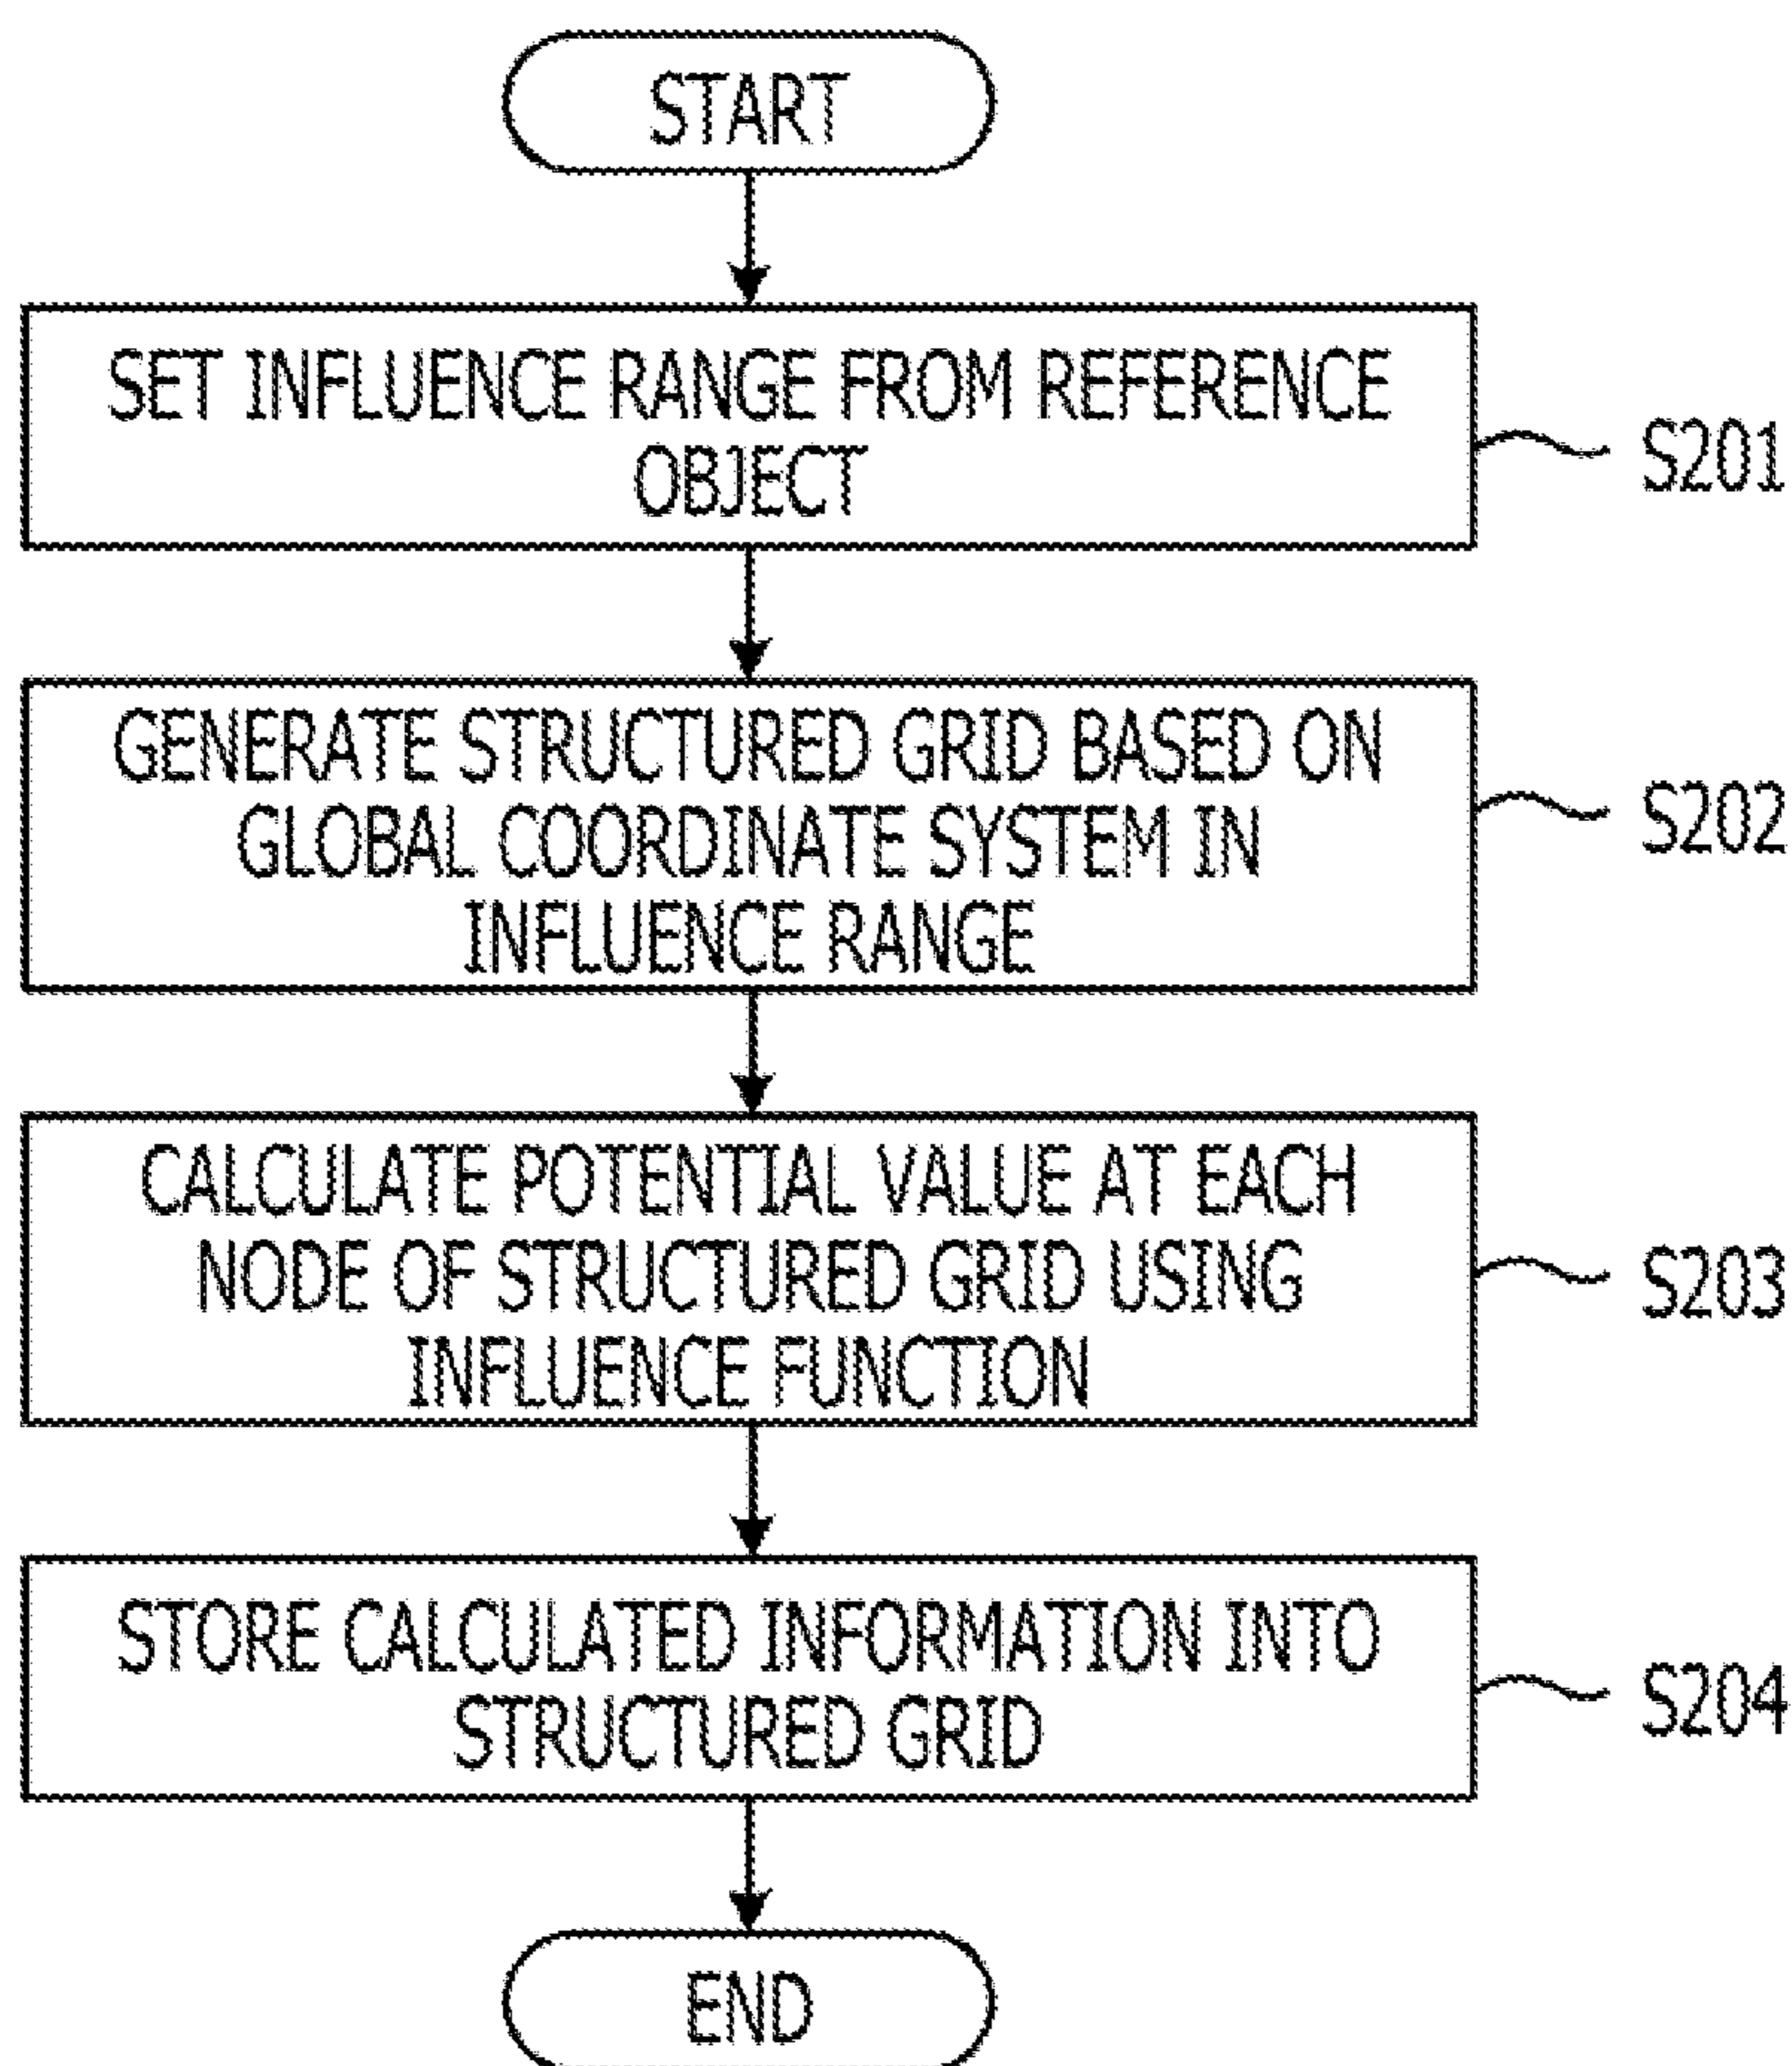 START
SET INFLUENCE RANGE FROM REFERENCE
OBJECT
S201
GENERATE STRUCTURED GRID BASED ON
GLOBAL COORDINATE SYSTEM IN
INFLUENCE RANGE
S202
CALCULATE POTENTIAL VALUE AT EACH
NODE OF STRUCTURED GRID USING
INFLUENCE FUNCTION
S203
STORE CALCULATED INFORMATION INTO
STRUCTURED GRID
S204
END